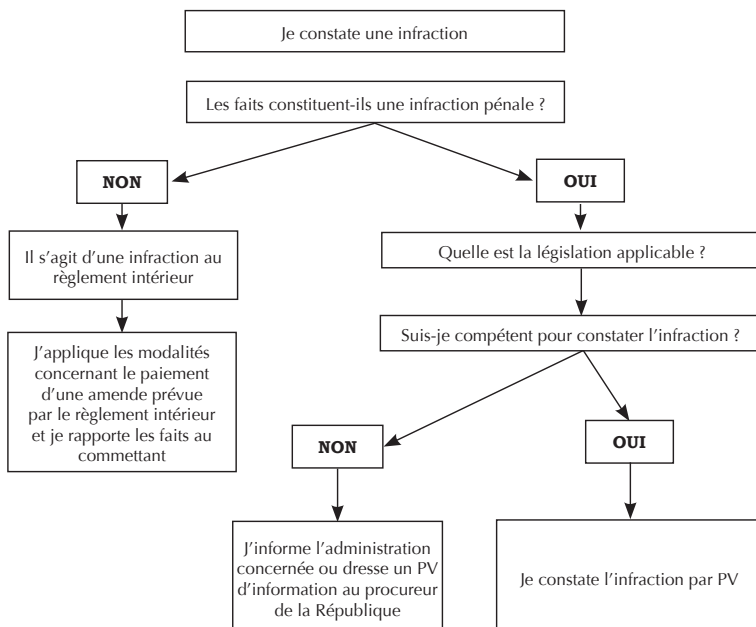 Je constate une infraction
Les faits constituent-ils une infraction pénale ?
NON
OUI
Il s’agit d’une infraction au
règlement intérieur
Quelle est la législation applicable ?
J’applique les modalités
concernant le paiement
d’une amende prévue
par le règlement intérieur
et je rapporte les faits au
commettant
Suis-je compétent pour constater l’infraction ?
NON
OUI
J’informe l’administration
concernée ou dresse un PV
d’information au procureur
de la République
Je constate l’infraction par PV